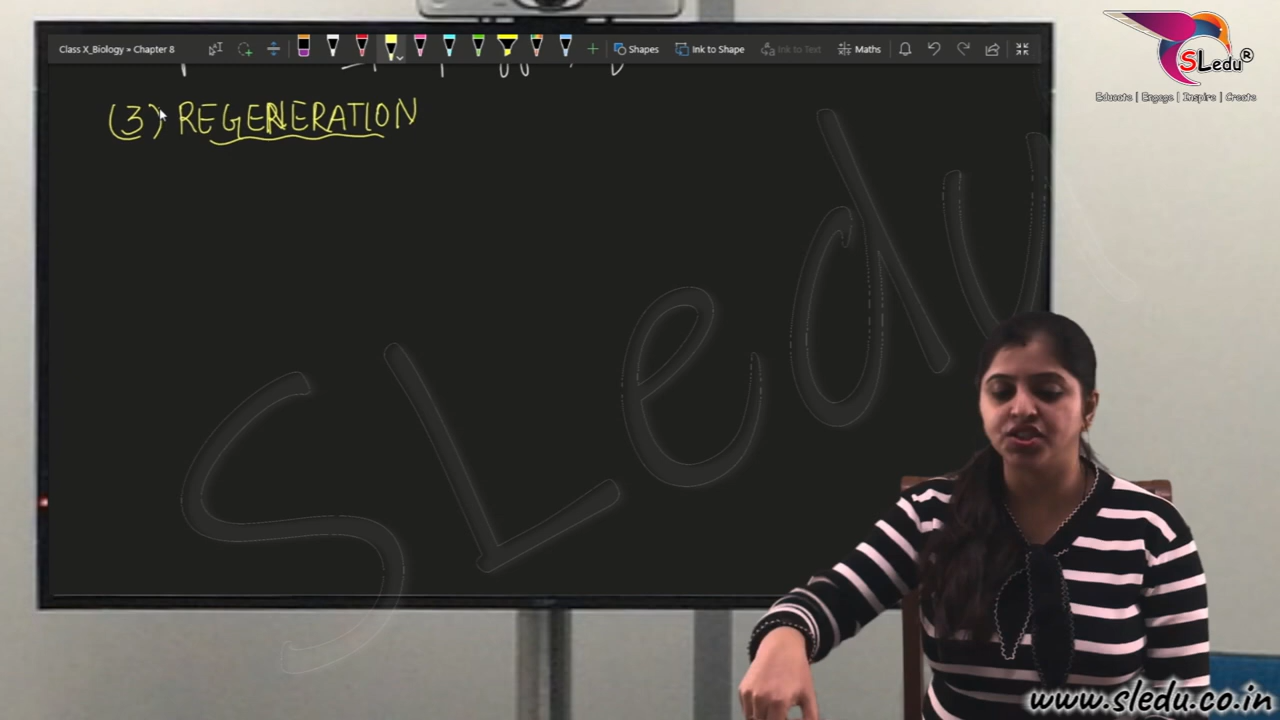 Class X_Biology » Chapter 8
Shapes
Ink to Shape
Ink to Text
Maths
SLedu®
Educate | Engage | Inspire | Create
(3) REGENERATION
SLedu
www.sledu.co.in